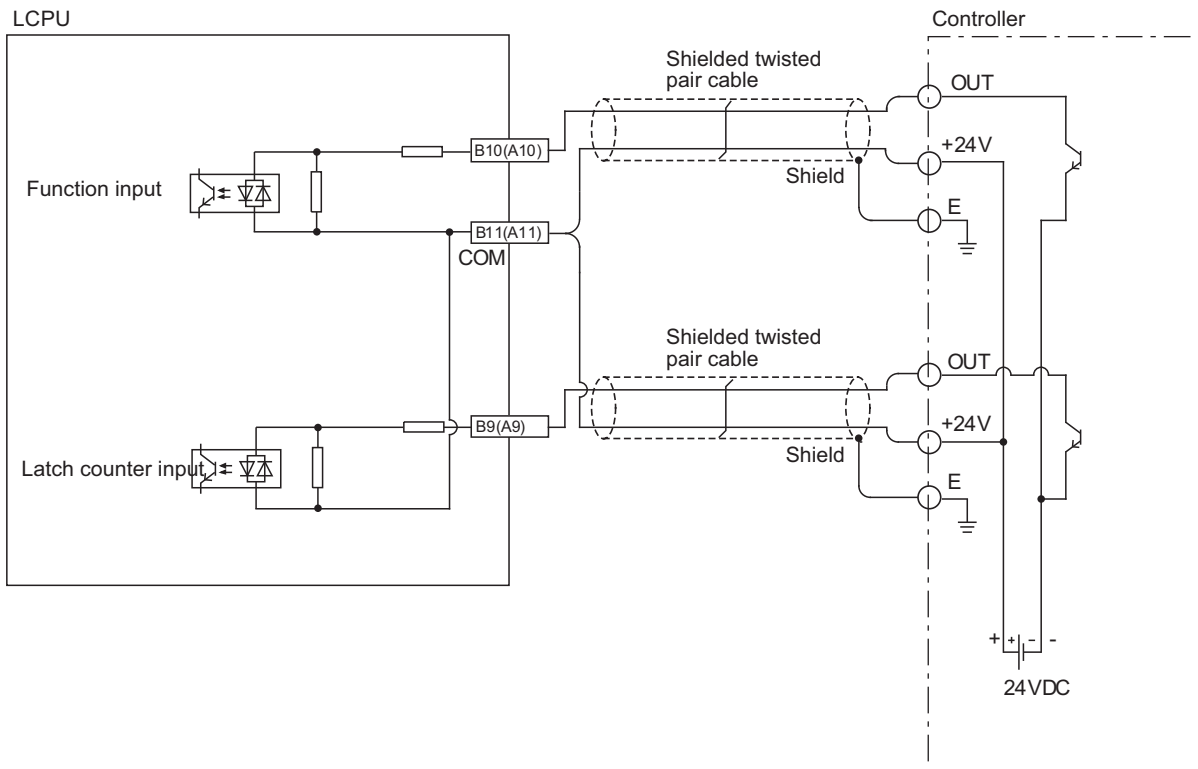 LCPU
Controller
Shielded twisted
pair cable
OUT
B10(A10)
+24V
Function input
Shield
E
B11(A11)
COM
Shielded twisted
pair cable
OUT
B9(A9)
+24V
Latch counter input
Shield
E
+ + - -
24VDC